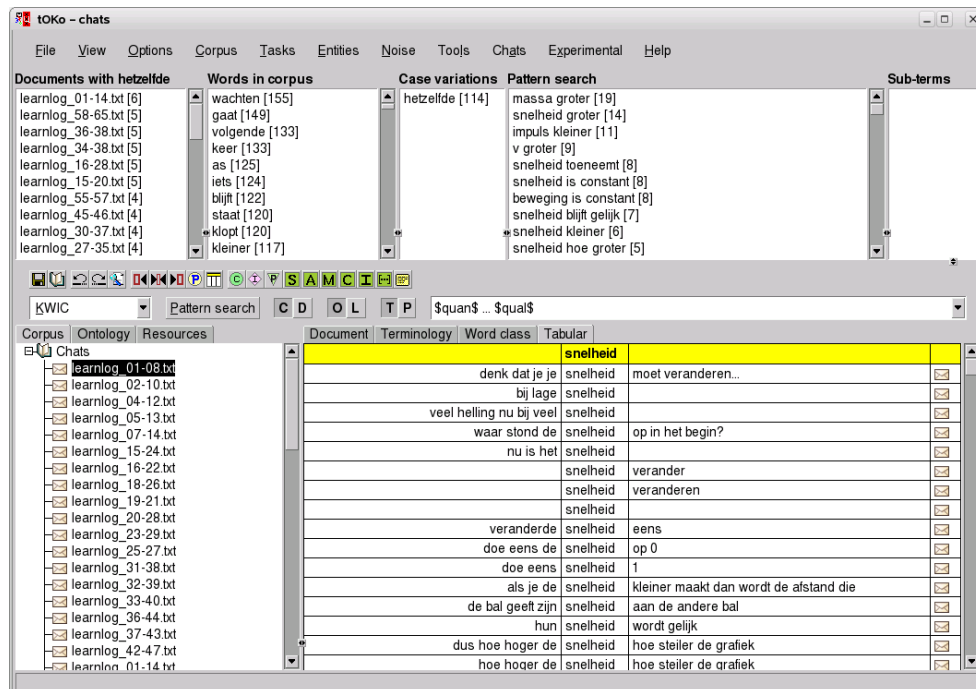 tOKo – chats
File View Options Corpus Tasks Entities Noise Tools Chats Experimental Help
Documents with hetzelfde
learnlog_01-14.txt [6]
learnlog_58-65.txt [5]
learnlog_36-38.txt [5]
learnlog_34-38.txt [5]
learnlog_16-28.txt [5]
learnlog_15-20.txt [5]
learnlog_55-57.txt [4]
learnlog_45-46.txt [4]
learnlog_30-37.txt [4]
learnlog_27-35.txt [4]
Words in corpus
wachten [155]
gaat [149]
volgende [133]
keer [133]
as [125]
iets [124]
blijft [122]
staat [120]
klopt [120]
kleiner [117]
Case variations
hetzelfde [114]
Pattern search
massa groter [19]
snelheid groter [14]
impuls kleiner [11]
v groter [9]
snelheid toeneemt [8]
snelheid is constant [8]
beweging is constant [8]
snelheid blijft gelijk [7]
snelheid kleiner [6]
snelheid hoe groter [5]
Sub-terms
P C I P S A M C I
KWIC Pattern search C D O L T P $quan$ ... $qual$
Corpus Ontology Resources
Chats
learnlog_01-08.txt
learnlog_02-10.txt
learnlog_04-12.txt
learnlog_05-13.txt
learnlog_07-14.txt
learnlog_15-24.txt
learnlog_16-22.txt
learnlog_18-26.txt
learnlog_19-21.txt
learnlog_20-28.txt
learnlog_23-29.txt
learnlog_25-27.txt
learnlog_31-38.txt
learnlog_32-39.txt
learnlog_33-40.txt
learnlog_36-44.txt
learnlog_37-43.txt
learnlog_42-47.txt
learnlog_01-14.txt
Document Terminology Word class Tabular
snelheid
denk dat je je snelheid moet veranderen...
bij lage snelheid
veel helling nu bij veel snelheid
waar stond de snelheid op in het begin?
nu is het snelheid
snelheid verander
snelheid veranderen
snelheid
veranderde snelheid eens
doe eens de snelheid op 0
doe eens snelheid 1
als je de snelheid kleiner maakt dan wordt de afstand die
de bal geeft zijn snelheid aan de andere bal
hun snelheid wordt gelijk
dus hoe hoger de snelheid hoe steiler de grafiek
hoe hoger de snelheid hoe steiler de grafiek